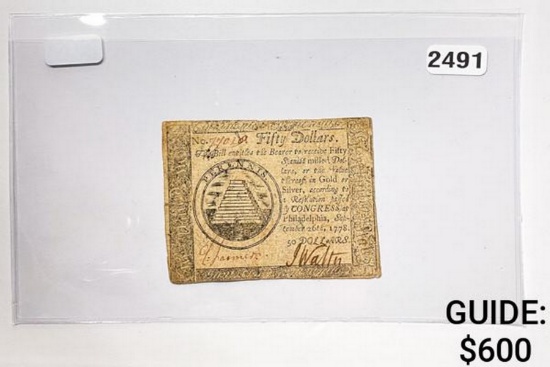 2491
No. Fifty Dollars.
This Bill entitles the Bearer to receive Fifty
Spanish milled Dol-
lars, or the Value
thereof in Gold or
Silver, according to
a Resolution passed
by CONGRESS at
Philadelphia, Sep-
tember 26th, 1778.
50 DOLLARS.
PERENNIS
J Watts
GUIDE:
$600